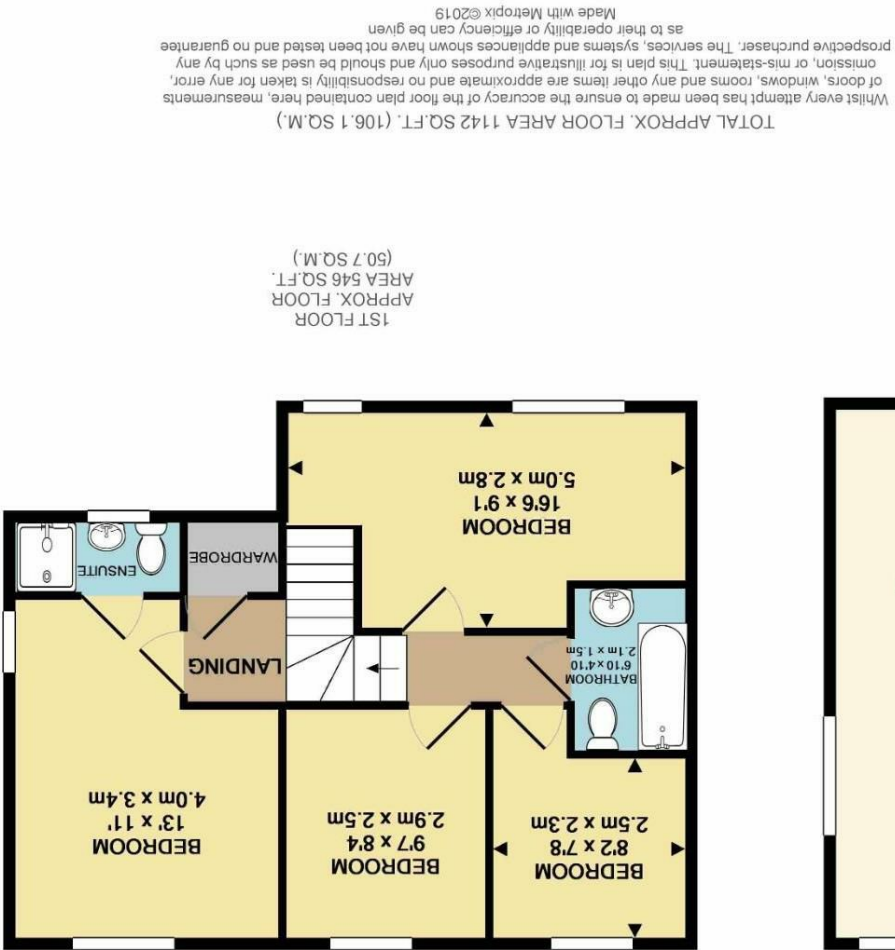 BEDROOM
8'2 x 7'8
2.5m x 2.3m
BEDROOM
9'7 x 8'4
2.9m x 2.5m
BEDROOM
13' x 11'
4.0m x 3.4m
BATHROOM
6'10 x 4'10
2.1m x 1.5m
LANDING
WARDROBE
ENSUITE
BEDROOM
16'6 x 9'1
5.0m x 2.8m
1ST FLOOR
APPROX. FLOOR
AREA 546 SQ.FT.
(50.7 SQ.M.)
TOTAL APPROX. FLOOR AREA 1142 SQ.FT. (106.1 SQ.M.)
Whilst every attempt has been made to ensure the accuracy of the floor plan contained here, measurements
of doors, windows, rooms and any other items are approximate and no responsibility is taken for any error,
omission, or mis-statement. This plan is for illustrative purposes only and should be used as such by any
prospective purchaser. The services, systems and appliances shown have not been tested and no guarantee
as to their operability or efficiency can be given
Made with Metropix ©2019